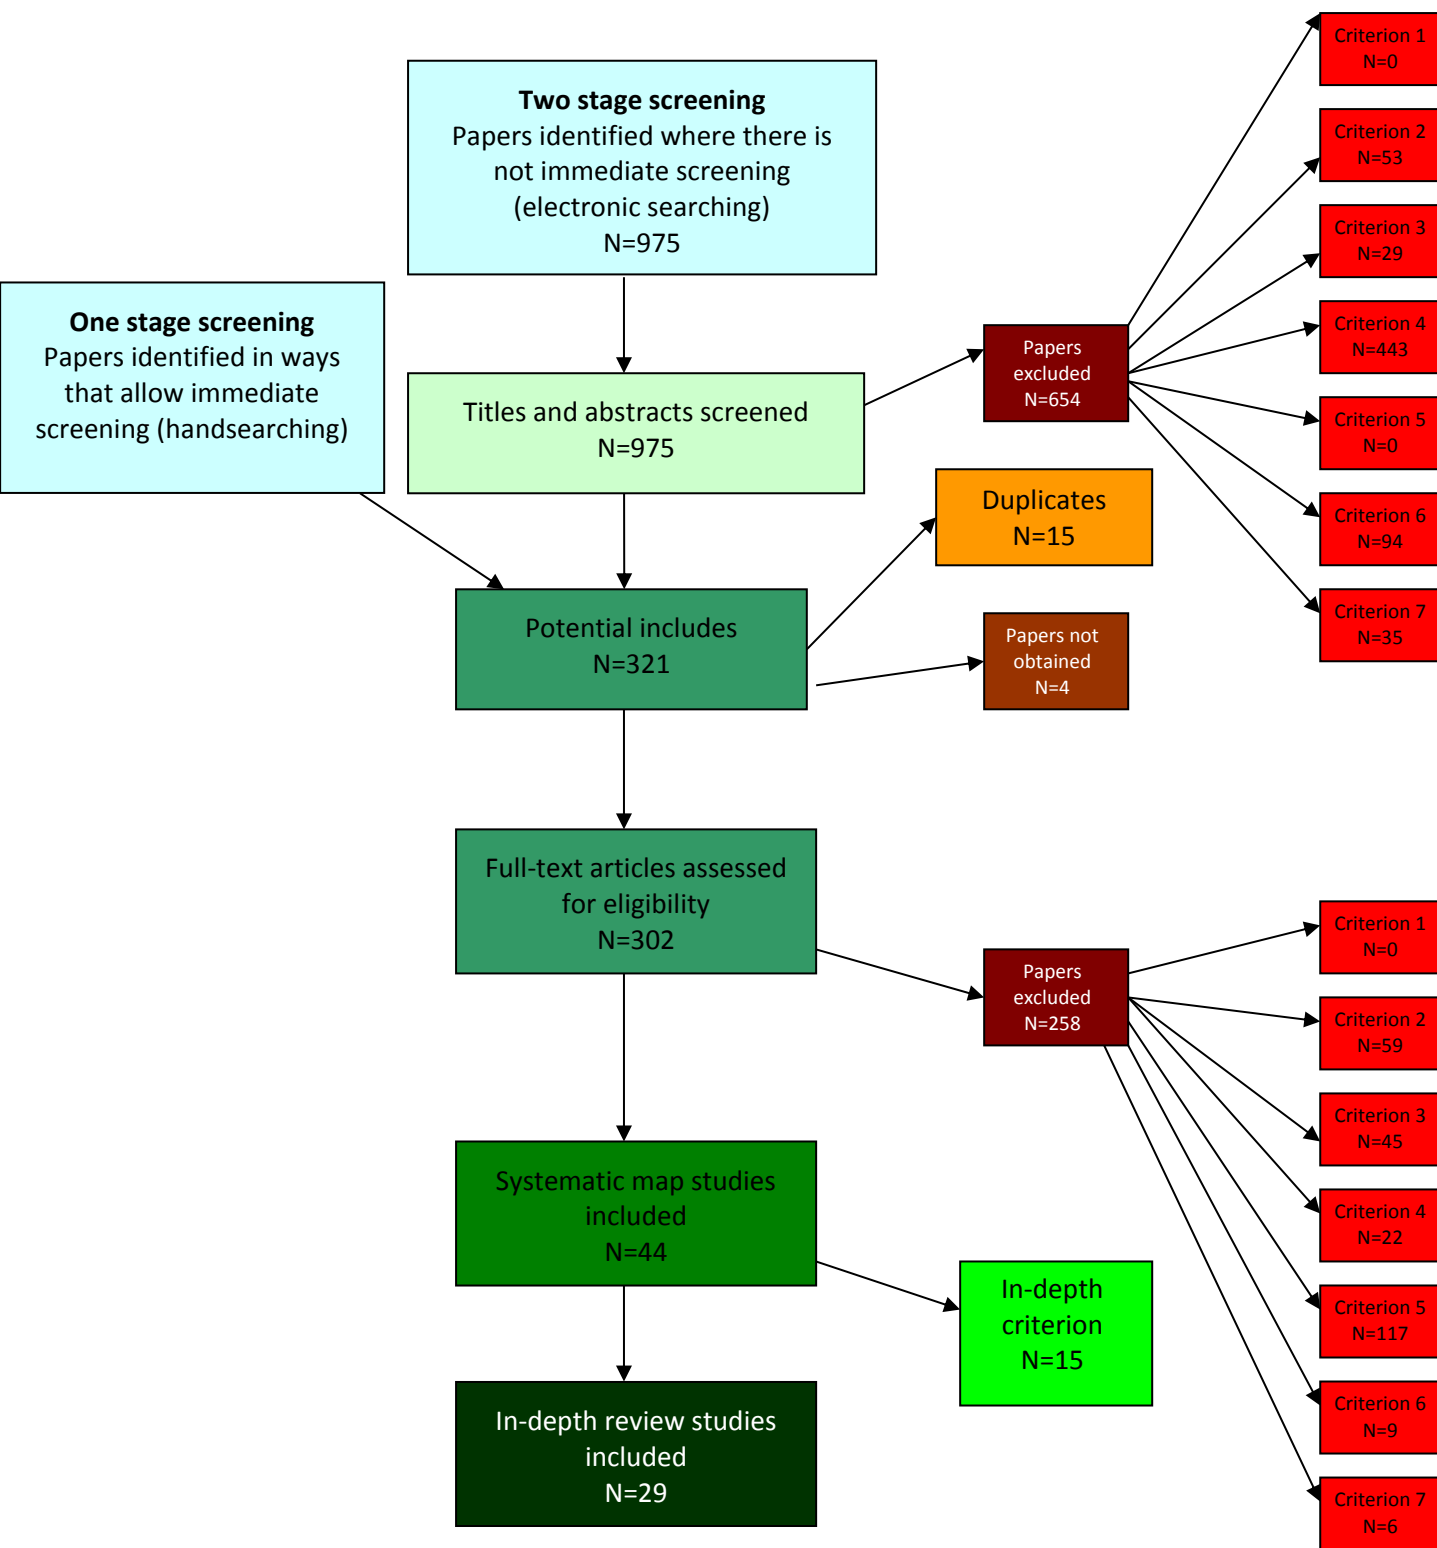 Two stage screening
Papers identified where there is
not immediate screening
(electronic searching)
N=975
One stage screening
Papers identified in ways
that allow immediate
screening (handsearching)
Titles and abstracts screened
N=975
Papers
excluded
N=654
Criterion 1
N=0
Criterion 2
N=53
Criterion 3
N=29
Criterion 4
N=443
Criterion 5
N=0
Criterion 6
N=94
Criterion 7
N=35
Duplicates
N=15
Potential includes
N=321
Papers not
obtained
N=4
Full-text articles assessed
for eligibility
N=302
Papers
excluded
N=258
Criterion 1
N=0
Criterion 2
N=59
Criterion 3
N=45
Criterion 4
N=22
Criterion 5
N=117
Criterion 6
N=9
Criterion 7
N=6
Systematic map studies
included
N=44
In-depth
criterion
N=15
In-depth review studies
included
N=29